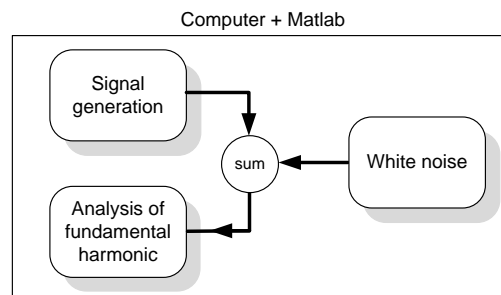 Computer + Matlab
Signal
generation
sum
White noise
Analysis of
fundamental
harmonic